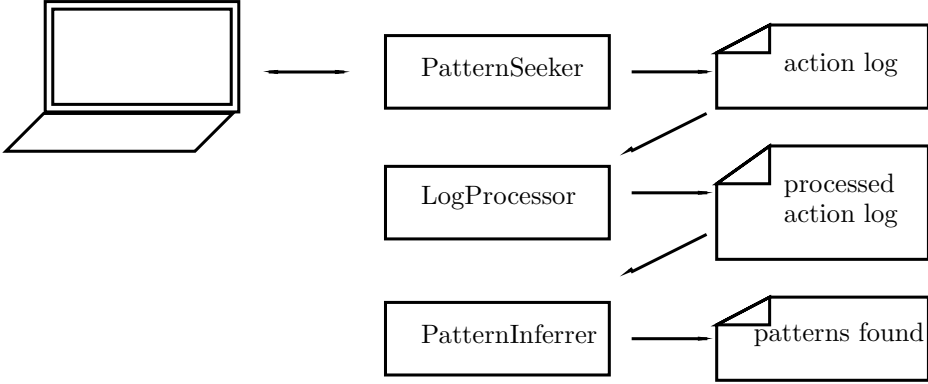 PatternSeeker
action log
LogProcessor
processed
action log
PatternInferrer
patterns found